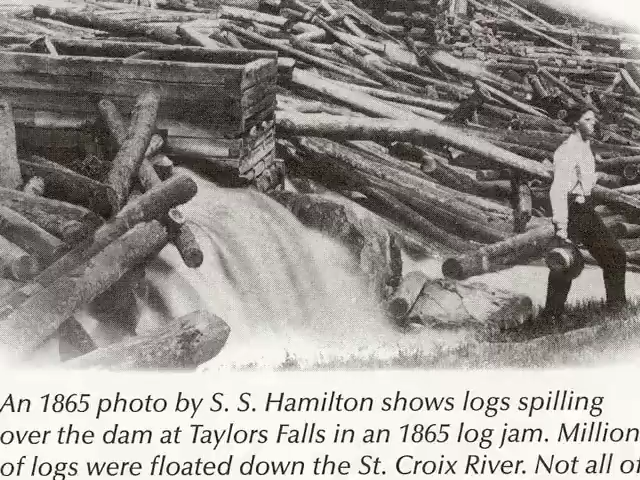 An 1865 photo by S. S. Hamilton shows logs spilling
over the dam at Taylors Falls in an 1865 log jam. Million
of logs were floated down the St. Croix River. Not all of